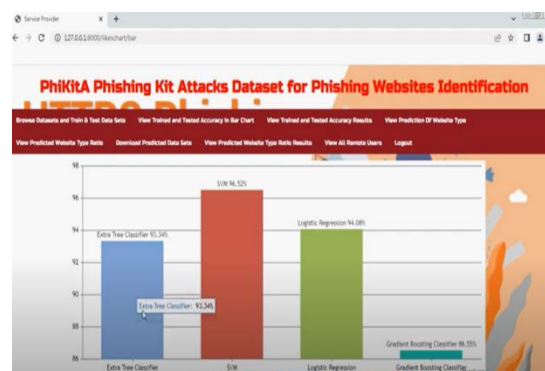 Service Provider
127.0.0.1:8000/likeschart/bar
PhiKitA Phishing Kit Attacks Dataset for Phishing Websites Identification
Browse Datasets and Train & Test Data Sets View Trained and Tested Accuracy in Bar Chart View Trained and Tested Accuracy Results View Prediction Of Website Type
View Predicted Website Type Ratio Download Predicted Data Sets View Predicted Website Type Ratio Results View All Remote Users Logout
98
SVM 96.52%
96
Logistic Regression 94.08%
94
Extra Tree Classifier 93.34%
92
90
Extra Tree Classifier: 93.34%
88
Gradient Boosting Classifier 86.55%
86
Extra Tree Classifier SVM Logistic Regression Gradient Boosting Classifier